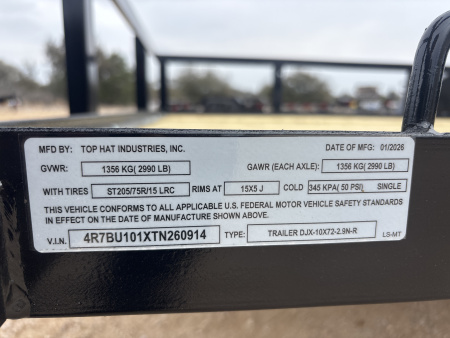 MFD BY: TOP HAT INDUSTRIES, INC. DATE OF MFG: 01/2026
GVWR: 1356 KG( 2990 LB) GAWR (EACH AXLE): 1356 KG( 2990 LB)
WITH TIRES ST205/75R/15 LRC RIMS AT 15X5 J COLD 345 KPA( 50 PSI) SINGLE
THIS VEHICLE CONFORMS TO ALL APPLICABLE U.S. FEDERAL MOTOR VEHICLE SAFETY STANDARDS
IN EFFECT ON THE DATE OF MANUFACTURE SHOWN ABOVE.
V.I.N. 4R7BU101XTN260914 TYPE: TRAILER DJX-10X72-2.9N-R LS-MT